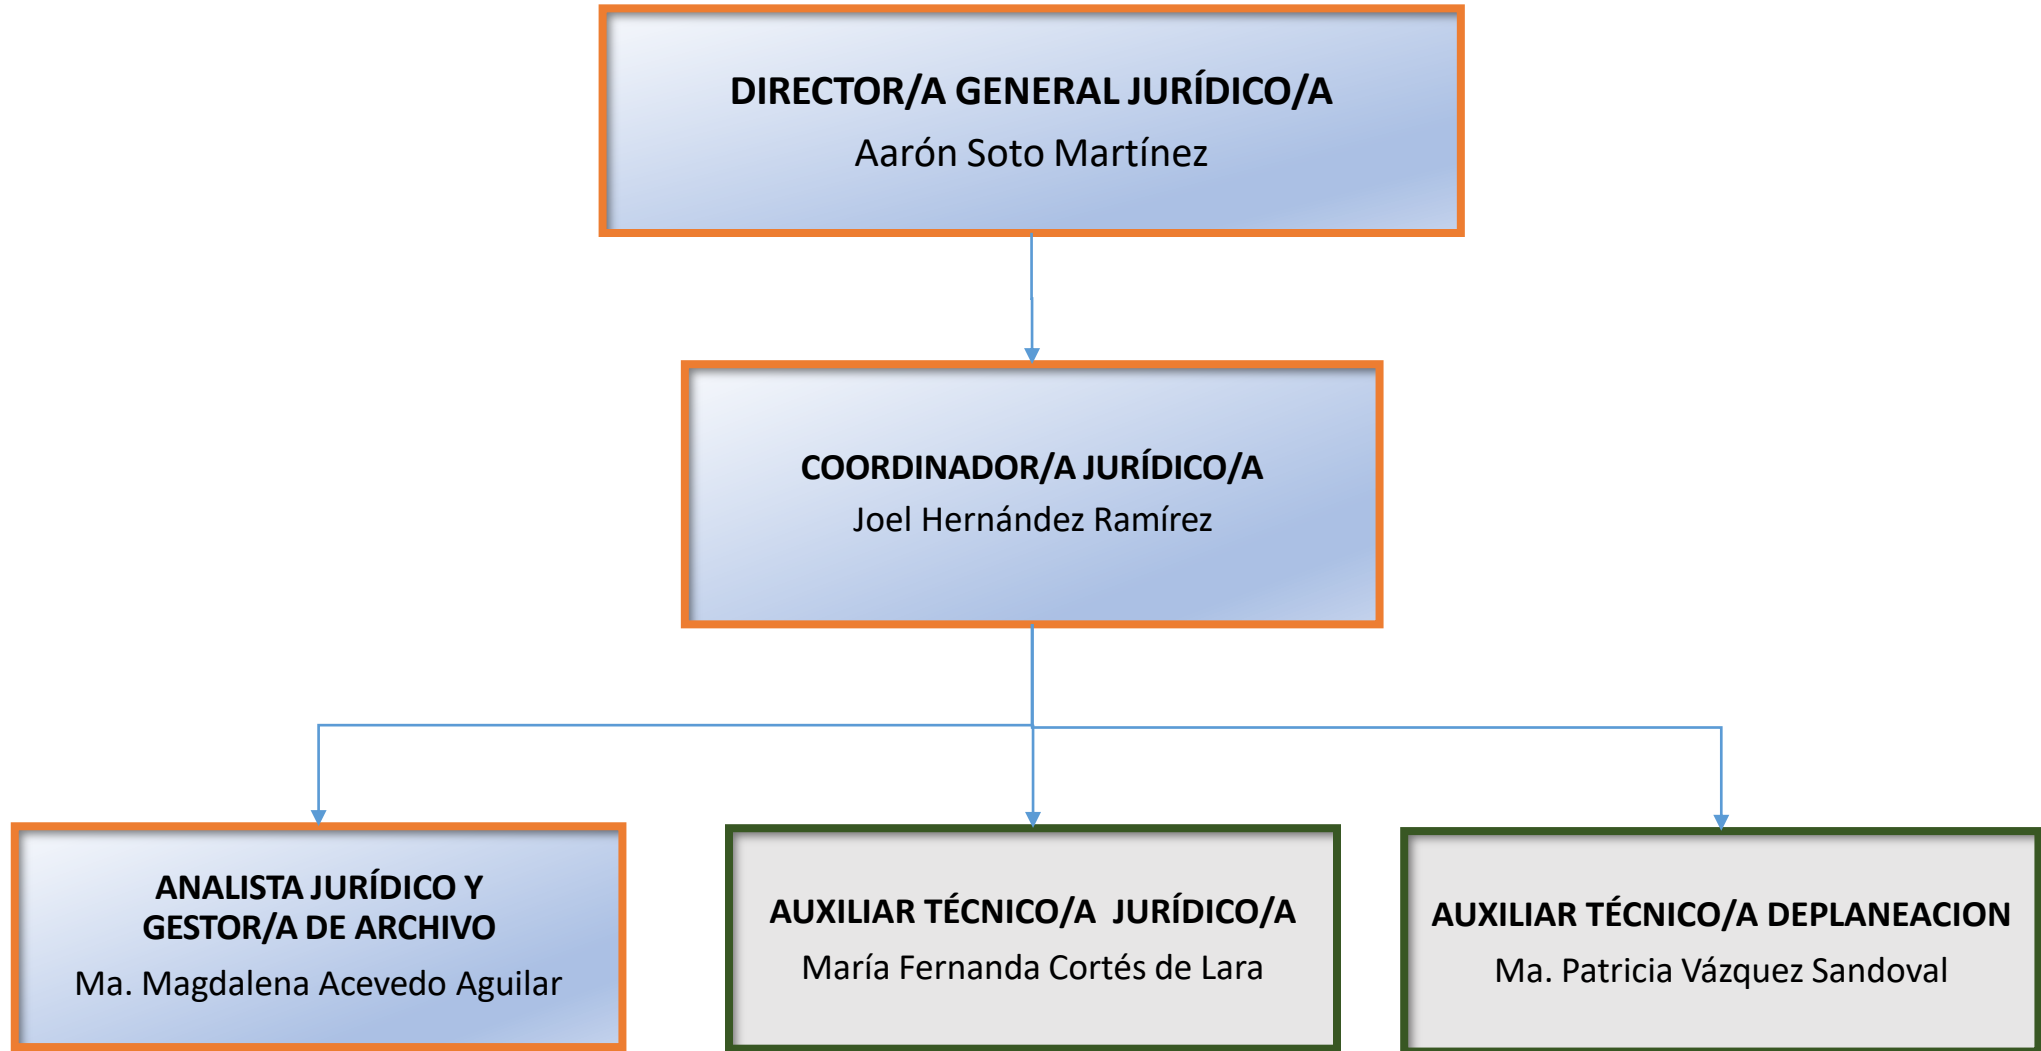 DIRECTOR/A GENERAL JURÍDICO/A
Aarón Soto Martínez
COORDINADOR/A JURÍDICO/A
Joel Hernández Ramírez
ANALISTA JURÍDICO Y
GESTOR/A DE ARCHIVO
Ma. Magdalena Acevedo Aguilar
AUXILIAR TÉCNICO/A  JURÍDICO/A
María Fernanda Cortés de Lara
AUXILIAR TÉCNICO/A DEPLANEACION
Ma. Patricia Vázquez Sandoval